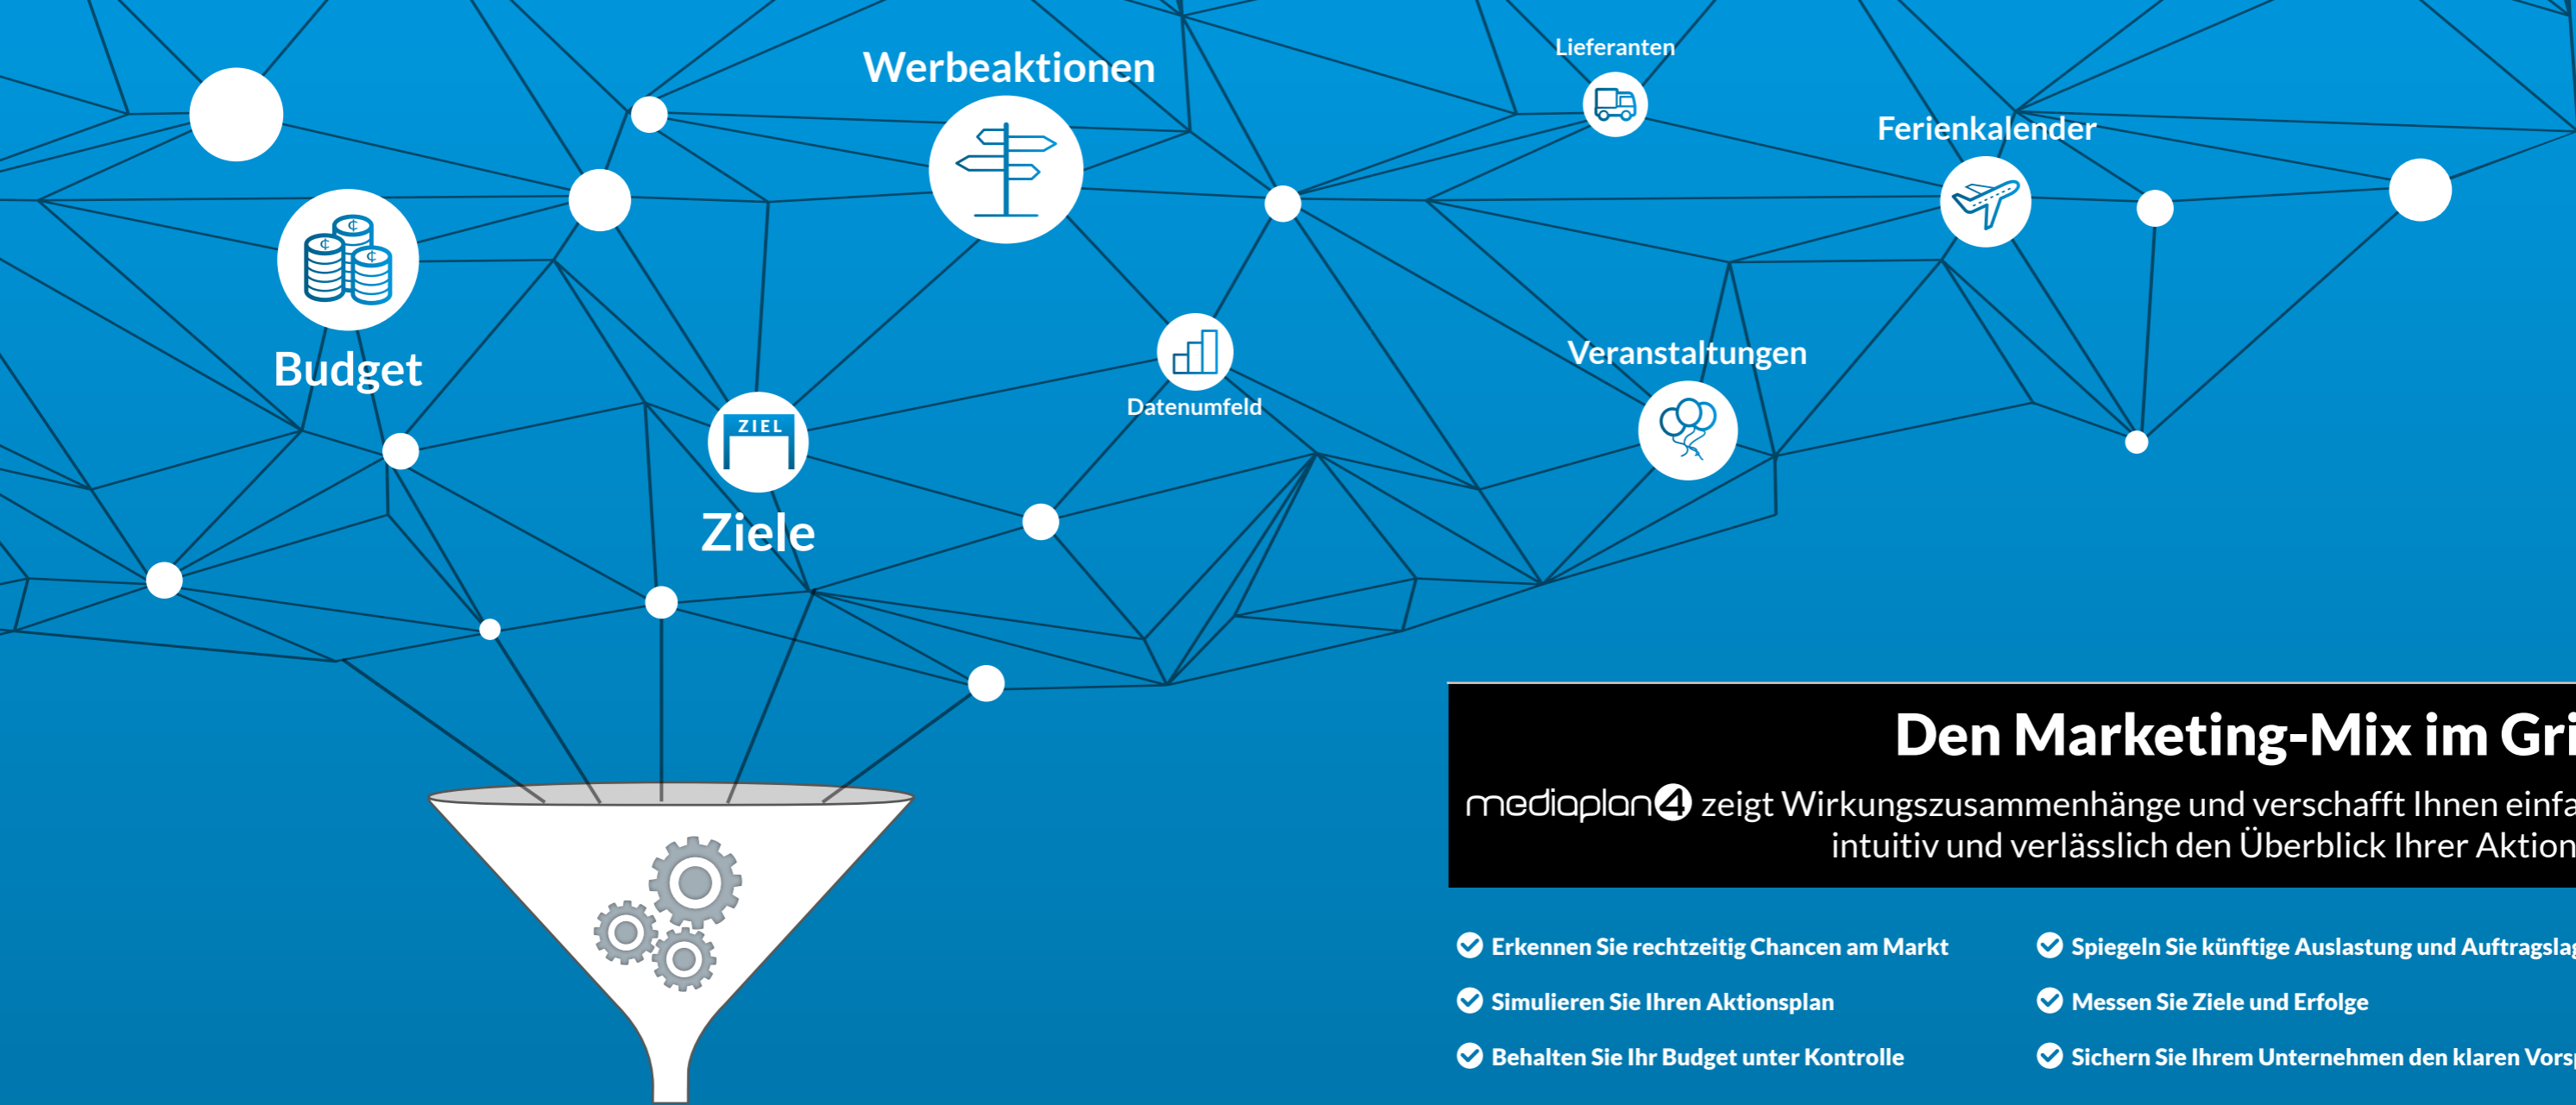 Werbeaktionen
Lieferanten
Ferienkalender
Budget
Datenumfeld
Veranstaltungen
ZIEL
Ziele
Den Marketing-Mix im Gri
mediaplan4 zeigt Wirkungszusammenhänge und verschafft Ihnen einfa
intuitiv und verlässlich den Überblick Ihrer Aktion
Erkennen Sie rechtzeitig Chancen am Markt
Simulieren Sie Ihren Aktionsplan
Behalten Sie Ihr Budget unter Kontrolle
Spiegeln Sie künftige Auslastung und Auftragslag
Messen Sie Ziele und Erfolge
Sichern Sie Ihrem Unternehmen den klaren Vorsp